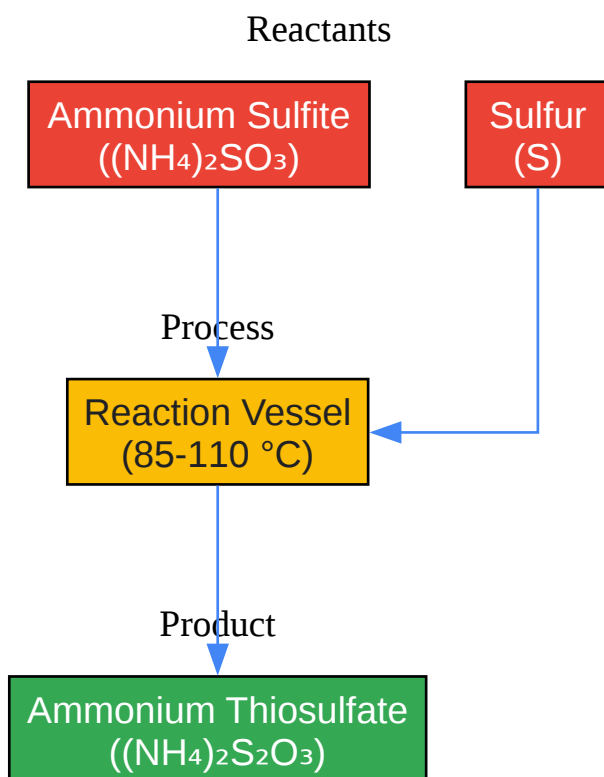 Reactants
Ammonium Sulfite
((NH₄)₂SO₃)
Sulfur
(S)
Process
Reaction Vessel
(85-110 °C)
Product
Ammonium Thiosulfate
((NH₄)₂S₂O₃)